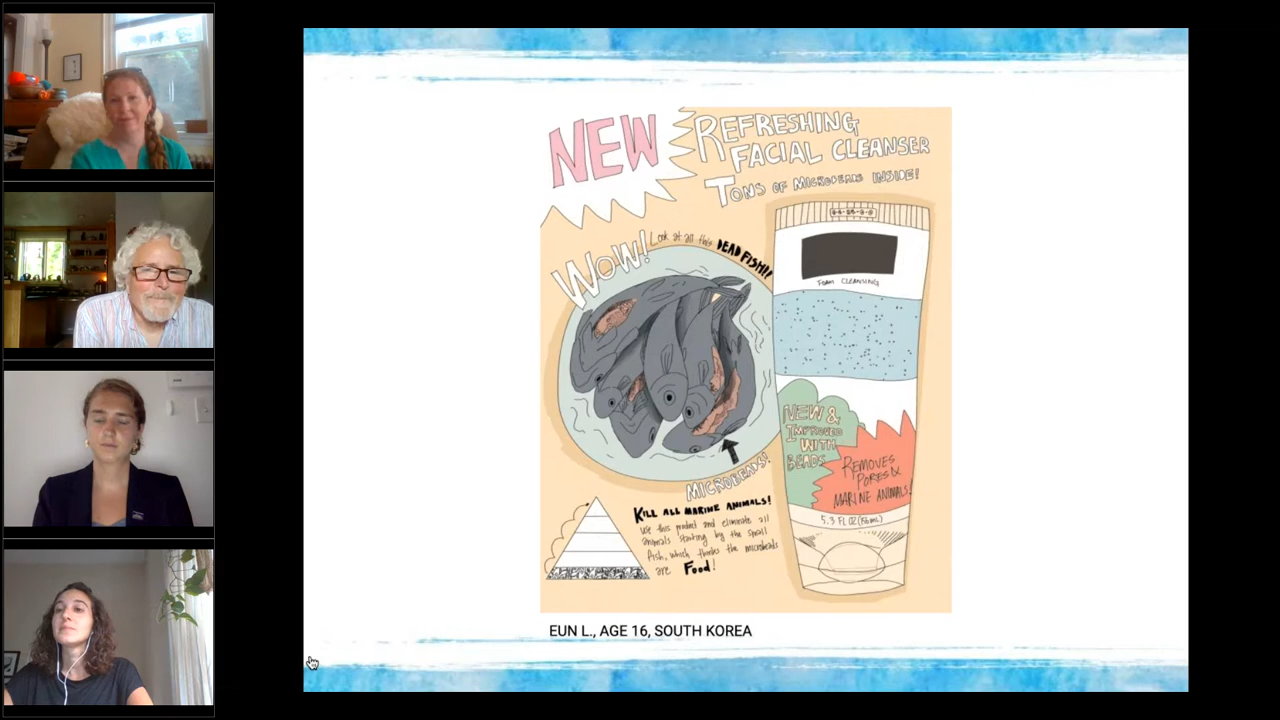 NEW
REFRESHING
FACIAL CLEANSER
TONS OF MICROBEADS INSIDE!
WOW! Look at all this DEAD FISH!!
MICROBEADS!
KILL ALL MARINE ANIMALS!
use this product and eliminate all
animals starting by the small
fish, which thinks the microbeads
are Food!
FOAM CLEANSING
NEW &
IMPROVED
WITH
BEADS
REMOVES
PORES &
MARINE ANIMALS!
5.3 FL OZ
EUN L., AGE 16, SOUTH KOREA